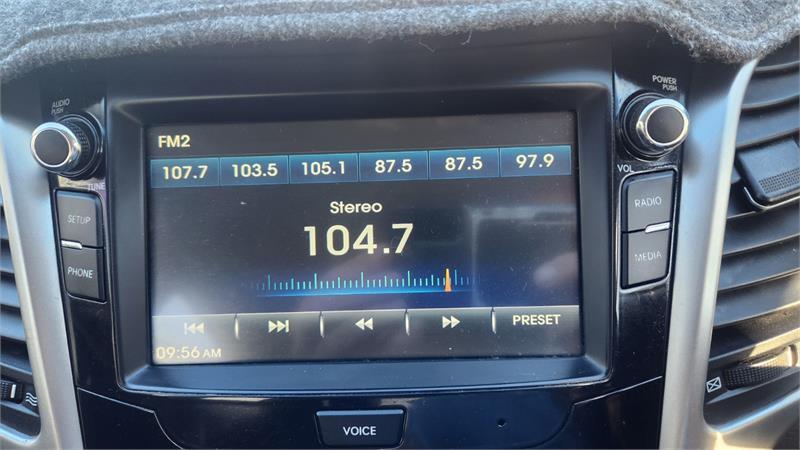 AUDIO
PUSH
TUNE
SETUP
PHONE
FM2
107.7 103.5 105.1 87.5 87.5 97.9
Stereo
104.7
PRESET
09:56 AM
POWER
PUSH
VOL
RADIO
MEDIA
VOICE